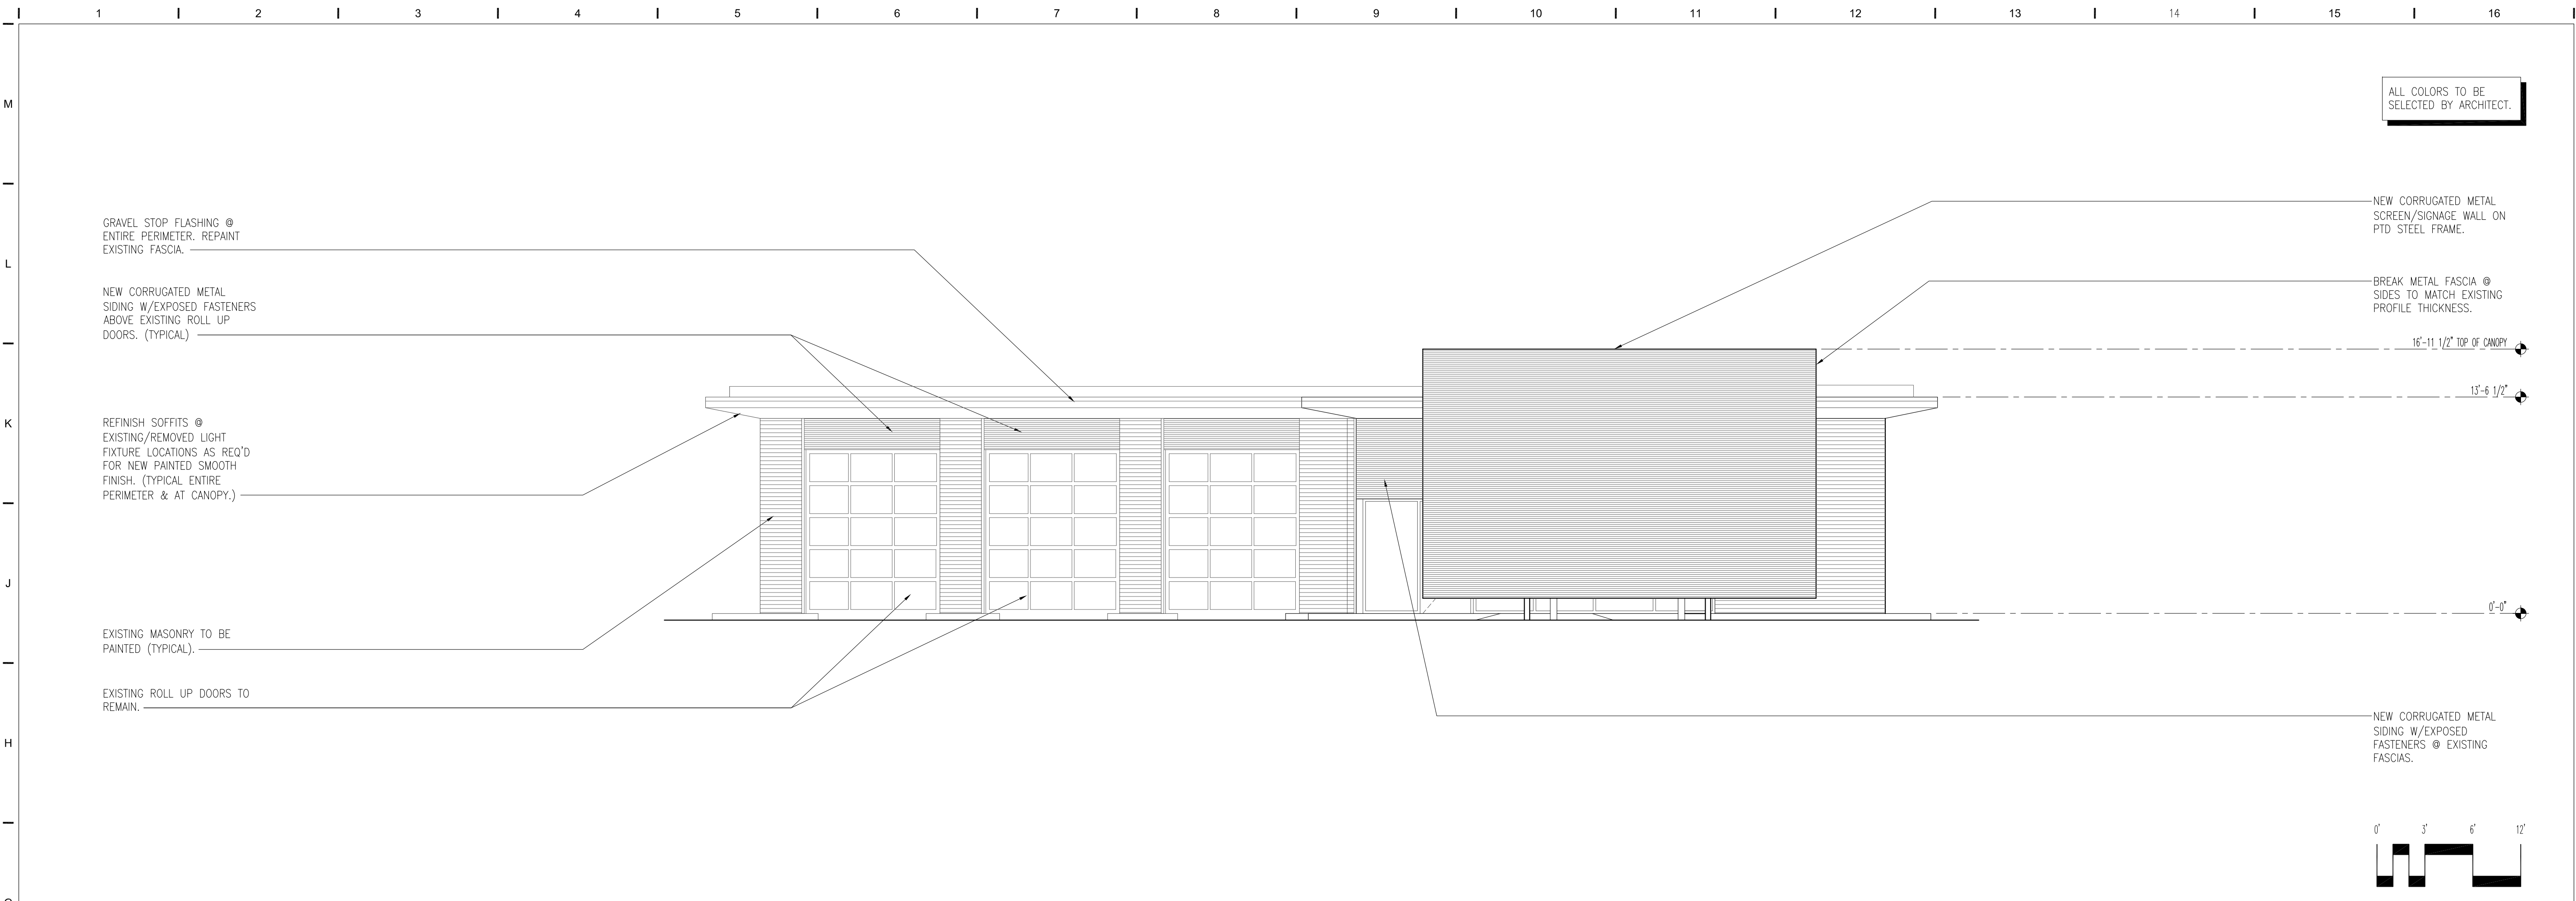 1 2 3 4 5 6 7 8 9 10 11 12 13 14 15 16
M
ALL COLORS TO BE
SELECTED BY ARCHITECT.
GRAVEL STOP FLASHING @
ENTIRE PERIMETER. REPAINT
EXISTING FASCIA.
L
NEW CORRUGATED METAL
SIDING W/EXPOSED FASTENERS
ABOVE EXISTING ROLL UP
DOORS. (TYPICAL)
K
REFINISH SOFFITS @
EXISTING/REMOVED LIGHT
FIXTURE LOCATIONS AS REQ'D
FOR NEW PAINTED SMOOTH
FINISH. (TYPICAL ENTIRE
PERIMETER & AT CANOPY.)
J
EXISTING MASONRY TO BE
PAINTED (TYPICAL).
EXISTING ROLL UP DOORS TO
REMAIN.
H
NEW CORRUGATED METAL
SCREEN/SIGNAGE WALL ON
PTD STEEL FRAME.
BREAK METAL FASCIA @
SIDES TO MATCH EXISTING
PROFILE THICKNESS.
16'-11 1/2" TOP OF CANOPY
13'-6 1/2"
0'-0"
NEW CORRUGATED METAL
SIDING W/EXPOSED
FASTENERS @ EXISTING
FASCIAS.
0' 3' 6' 12'